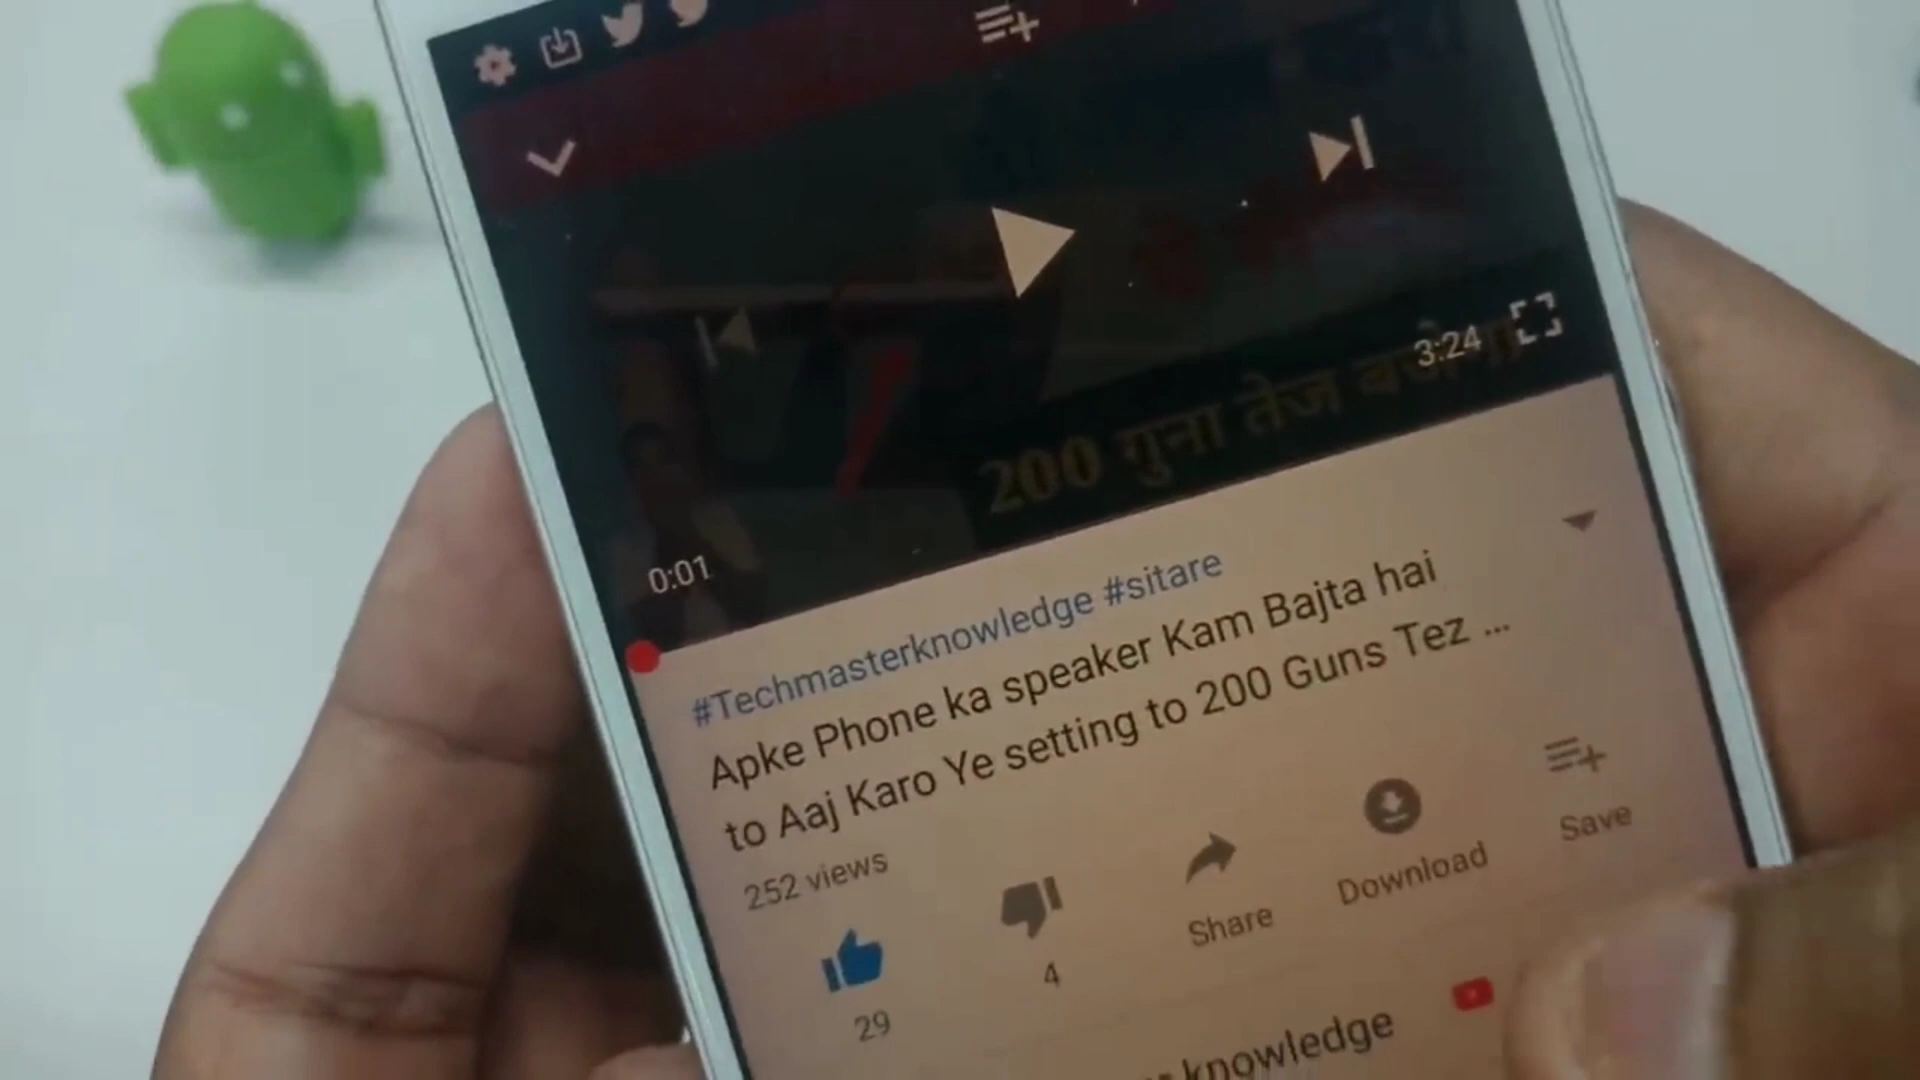 3:24
200 गुना तेज
0:01
#Techmasterknowledge #sitare
Apke Phone ka speaker Kam Bajta hai
to Aaj Karo Ye setting to 200 Guns Tez ...
252 views
29
4
Share
Download
Save
knowledge